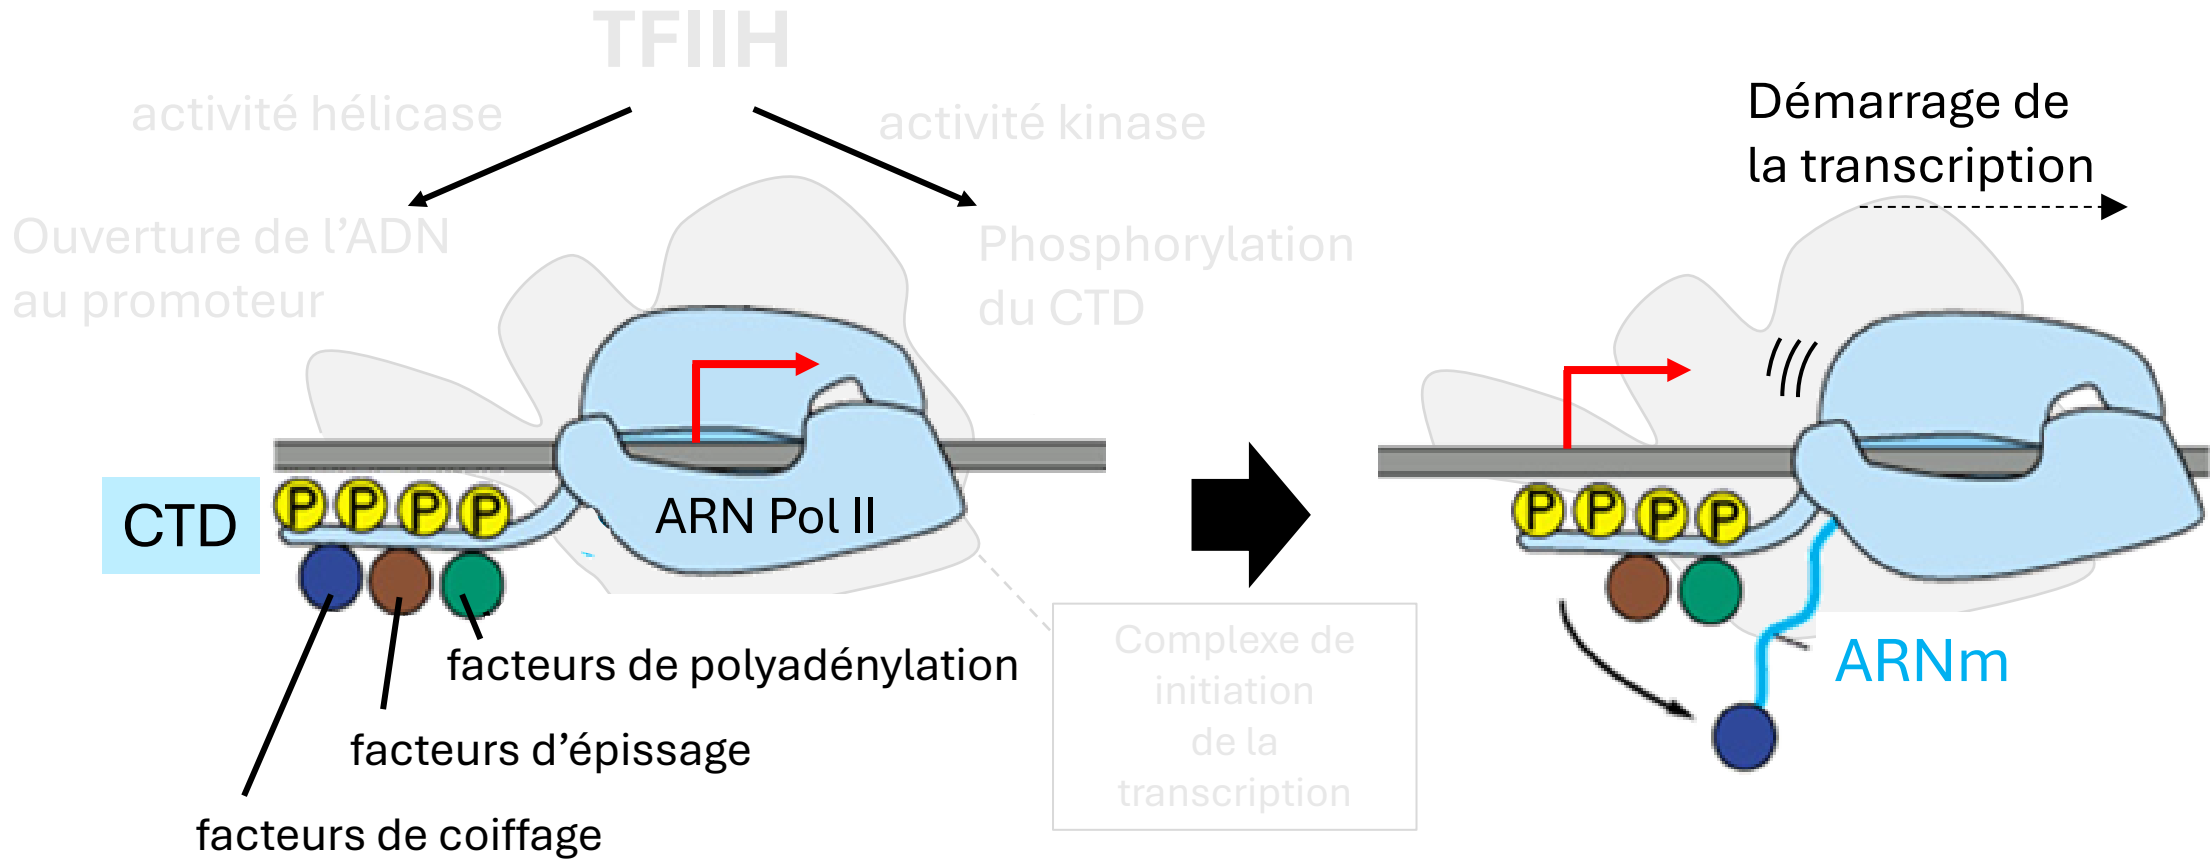 TFIIH
activité hélicase
activité kinase
Ouverture de l’ADN
au promoteur
Phosphorylation
du CTD
CTD
P P P P
ARN Pol II
facteurs de polyadénylation
facteurs d’épissage
facteurs de coiffage
Complexe de
initiation
de la
transcription
Démarrage de
la transcription
P P P P
ARNm